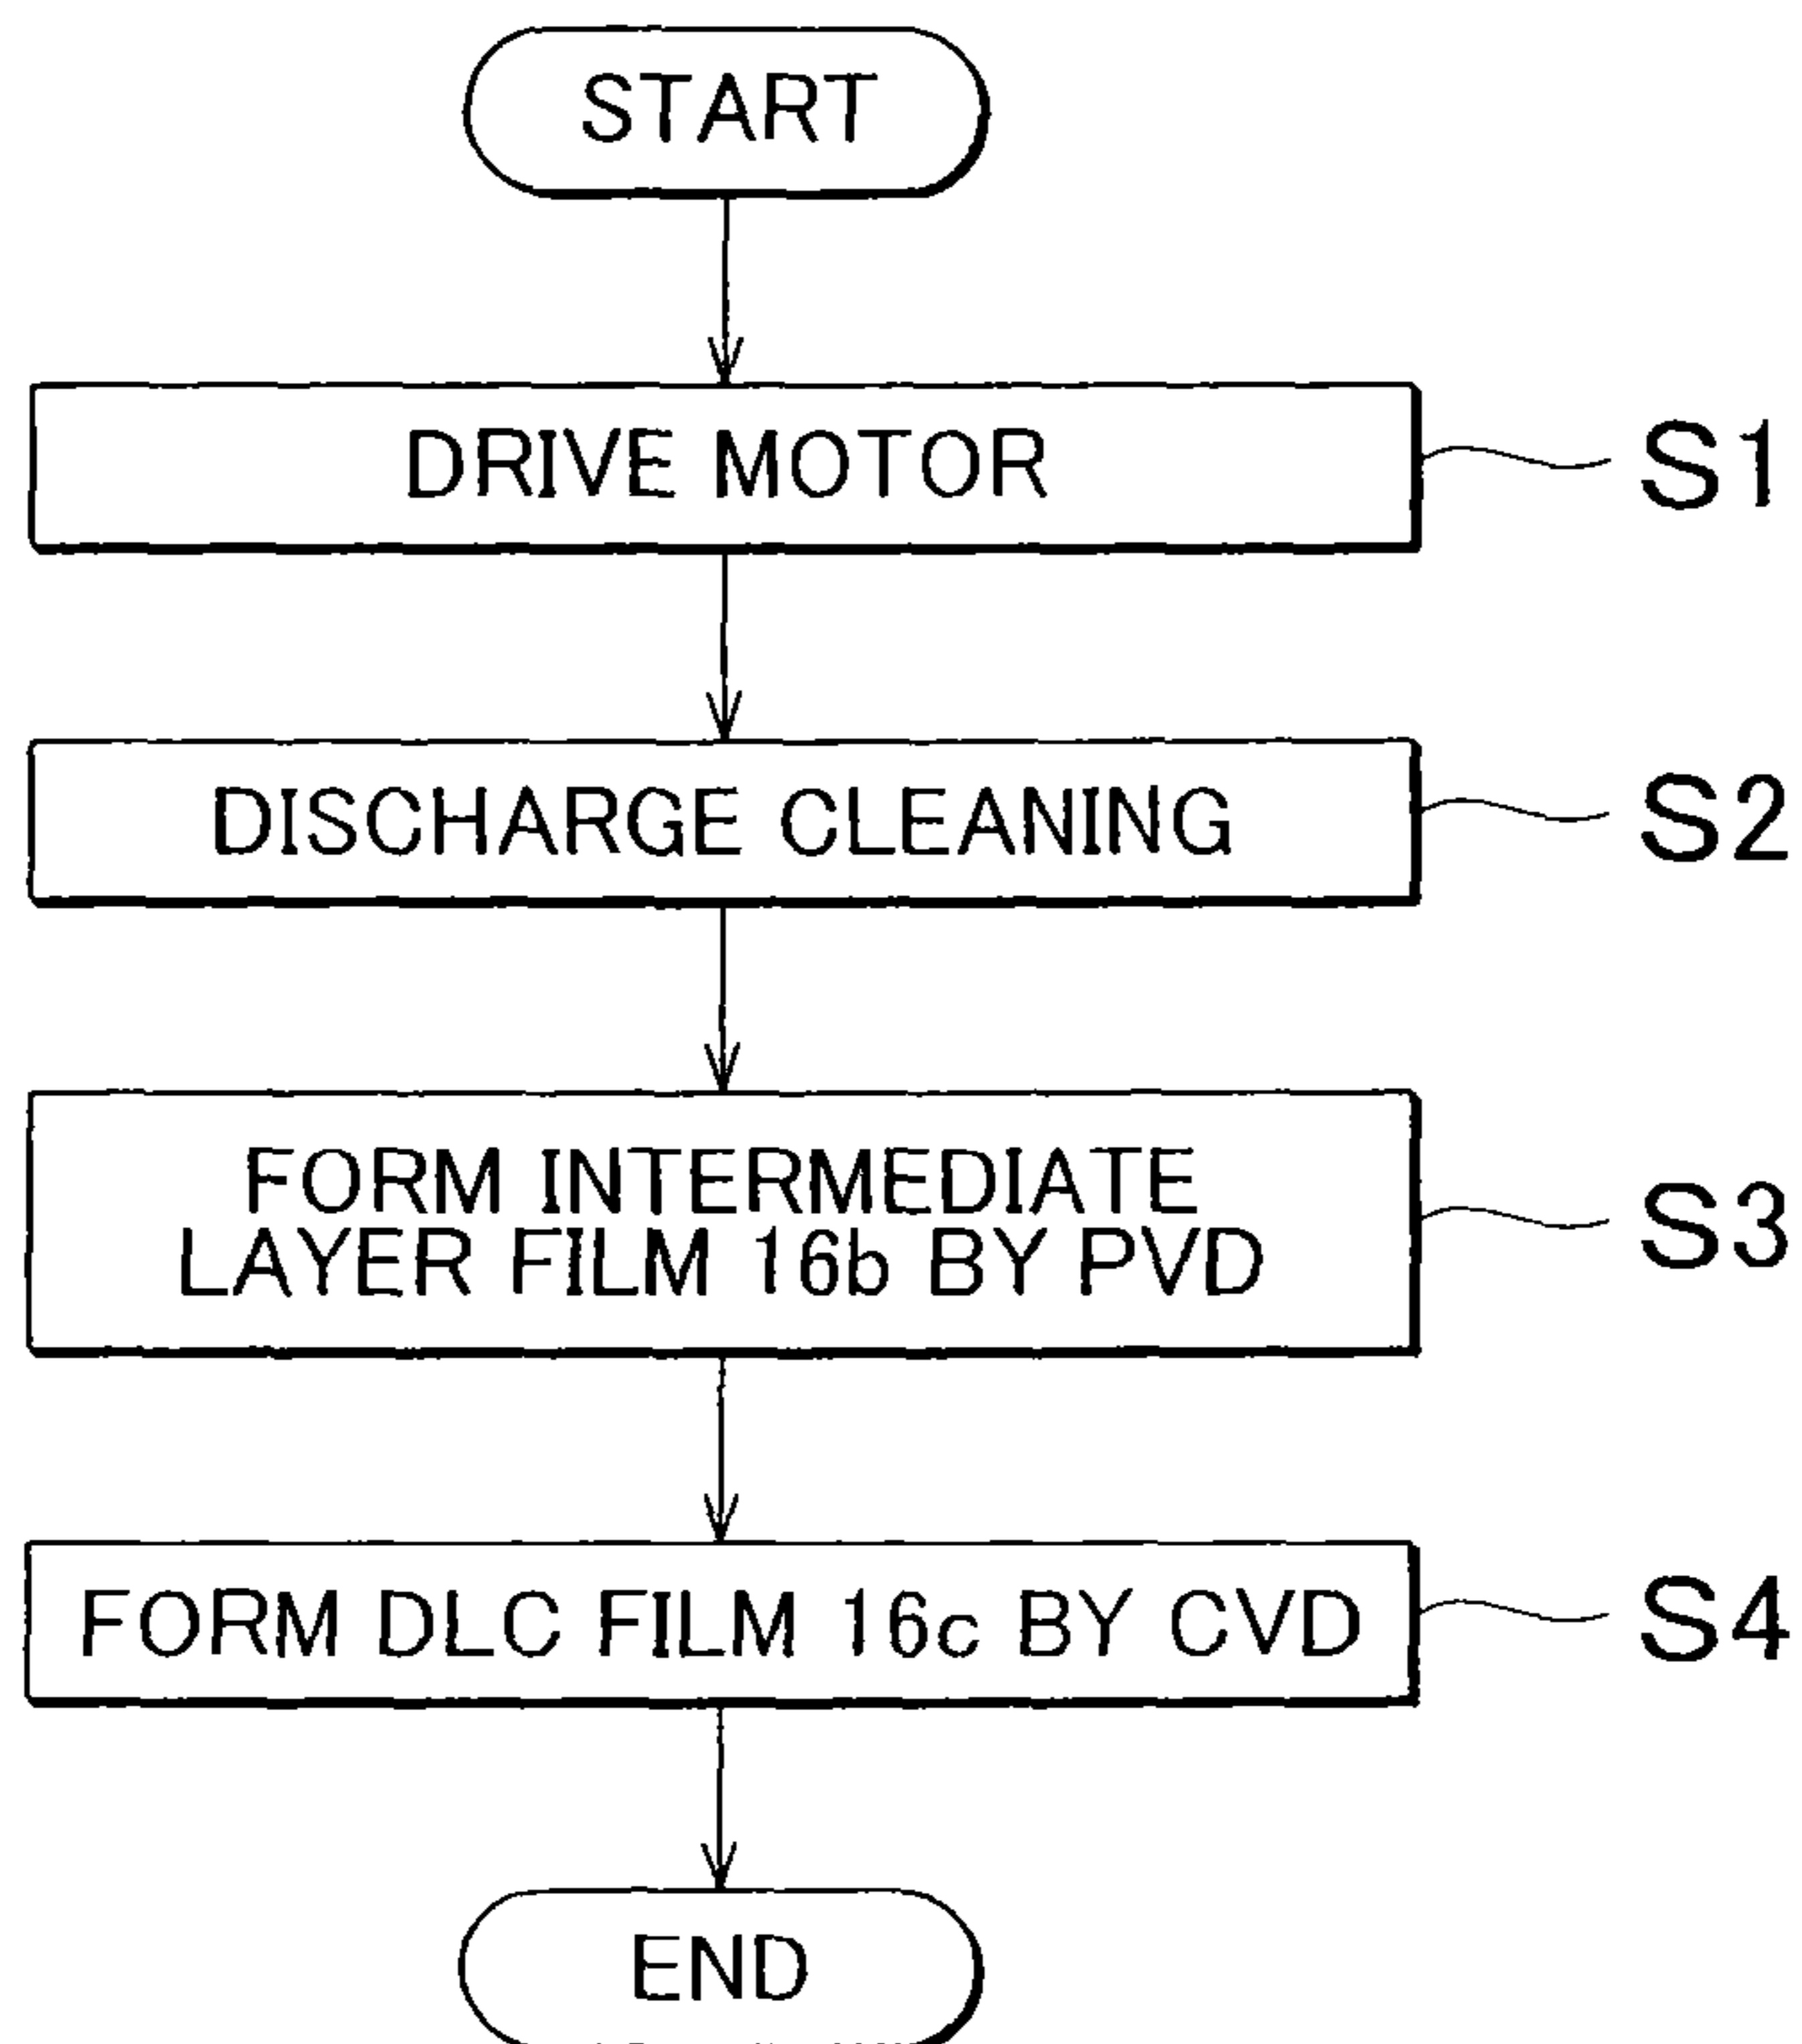 START
DRIVE MOTOR
S1
DISCHARGE CLEANING
S2
FORM INTERMEDIATE
LAYER FILM 16b BY PVD
S3
FORM DLC FILM 16c BY CVD
S4
END